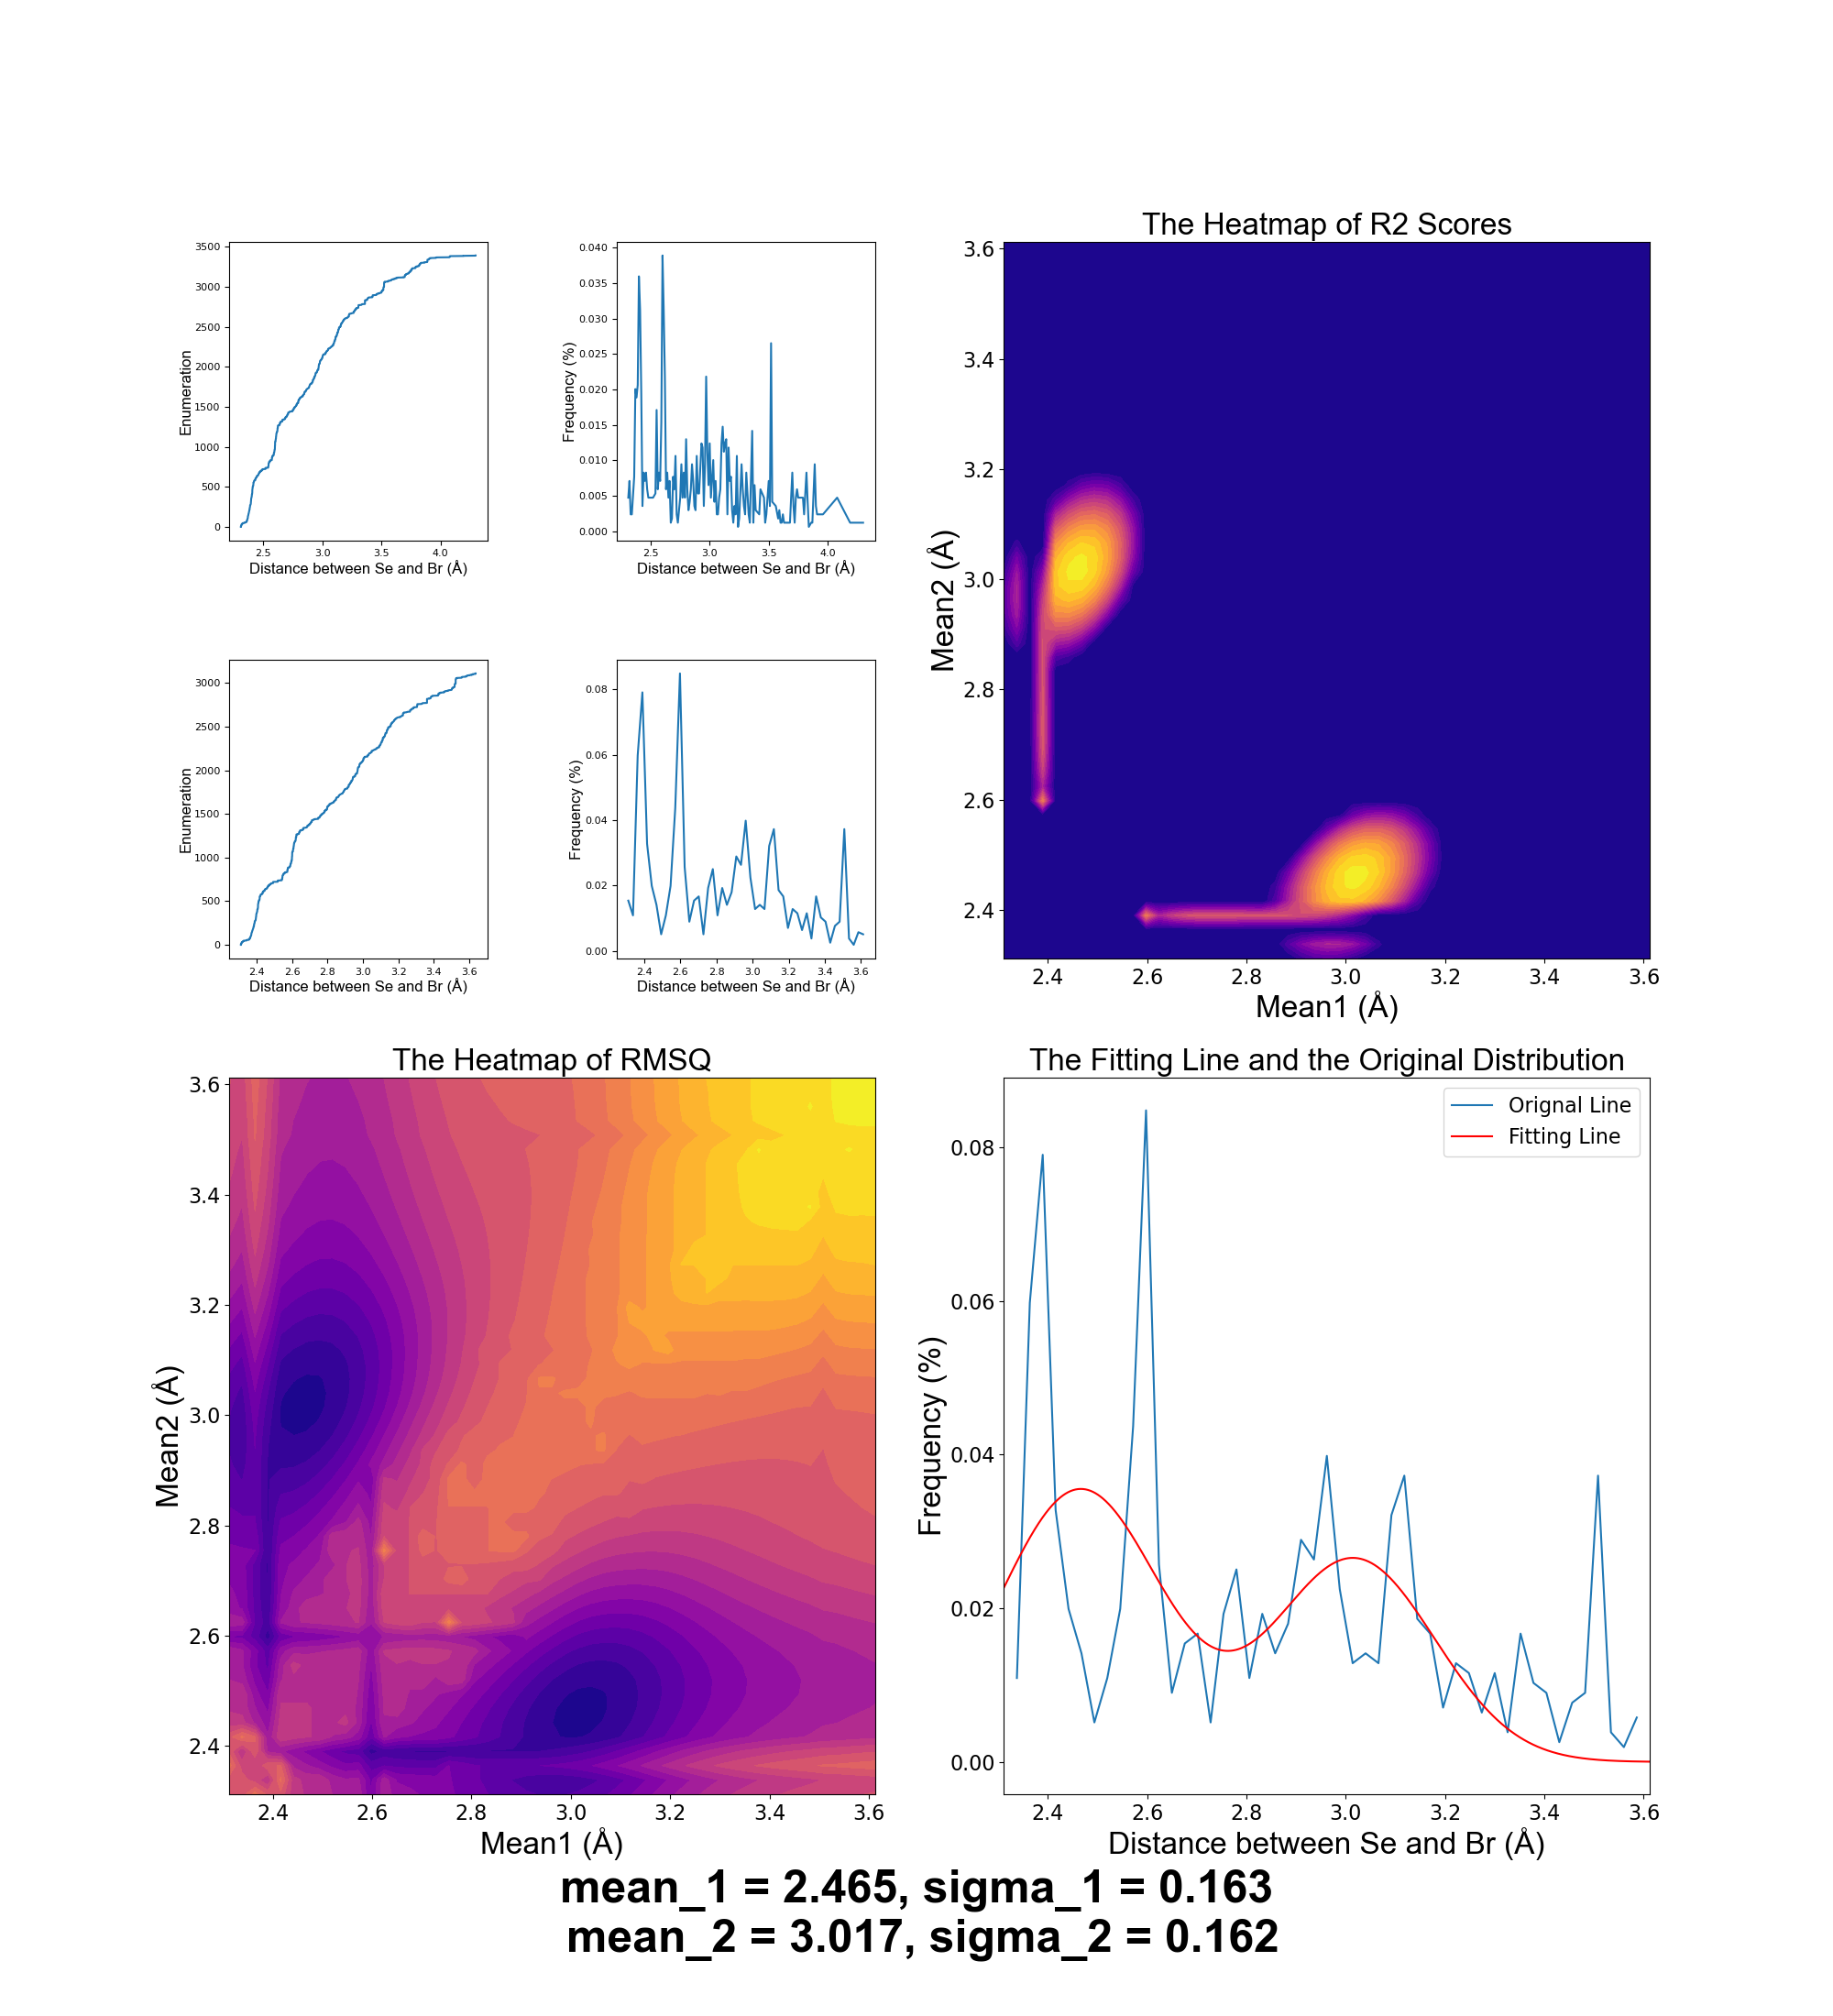 3500
3000
2500
2000
1500
1000
500
0
Enumeration
2.5 3.0 3.5 4.0
Distance between Se and Br (Å)
0.040
0.035
0.030
0.025
0.020
0.015
0.010
0.005
0.000
Frequency (%)
2.5 3.0 3.5 4.0
Distance between Se and Br (Å)
3000
2500
2000
1500
1000
500
0
Enumeration
2.4 2.6 2.8 3.0 3.2 3.4 3.6
Distance between Se and Br (Å)
0.08
0.06
0.04
0.02
0.00
Frequency (%)
2.4 2.6 2.8 3.0 3.2 3.4 3.6
Distance between Se and Br (Å)
The Heatmap of R2 Scores
3.6
3.4
3.2
3.0
2.8
2.6
2.4
Mean2 (Å)
2.4 2.6 2.8 3.0 3.2 3.4 3.6
Mean1 (Å)
The Heatmap of RMSQ
3.6
3.4
3.2
3.0
2.8
2.6
2.4
Mean2 (Å)
2.4 2.6 2.8 3.0 3.2 3.4 3.6
Mean1 (Å)
The Fitting Line and the Original Distribution
Orignal Line
Fitting Line
0.08
0.06
0.04
0.02
0.00
Frequency (%)
2.4 2.6 2.8 3.0 3.2 3.4 3.6
Distance between Se and Br (Å)
mean_1 = 2.465, sigma_1 = 0.163
mean_2 = 3.017, sigma_2 = 0.162